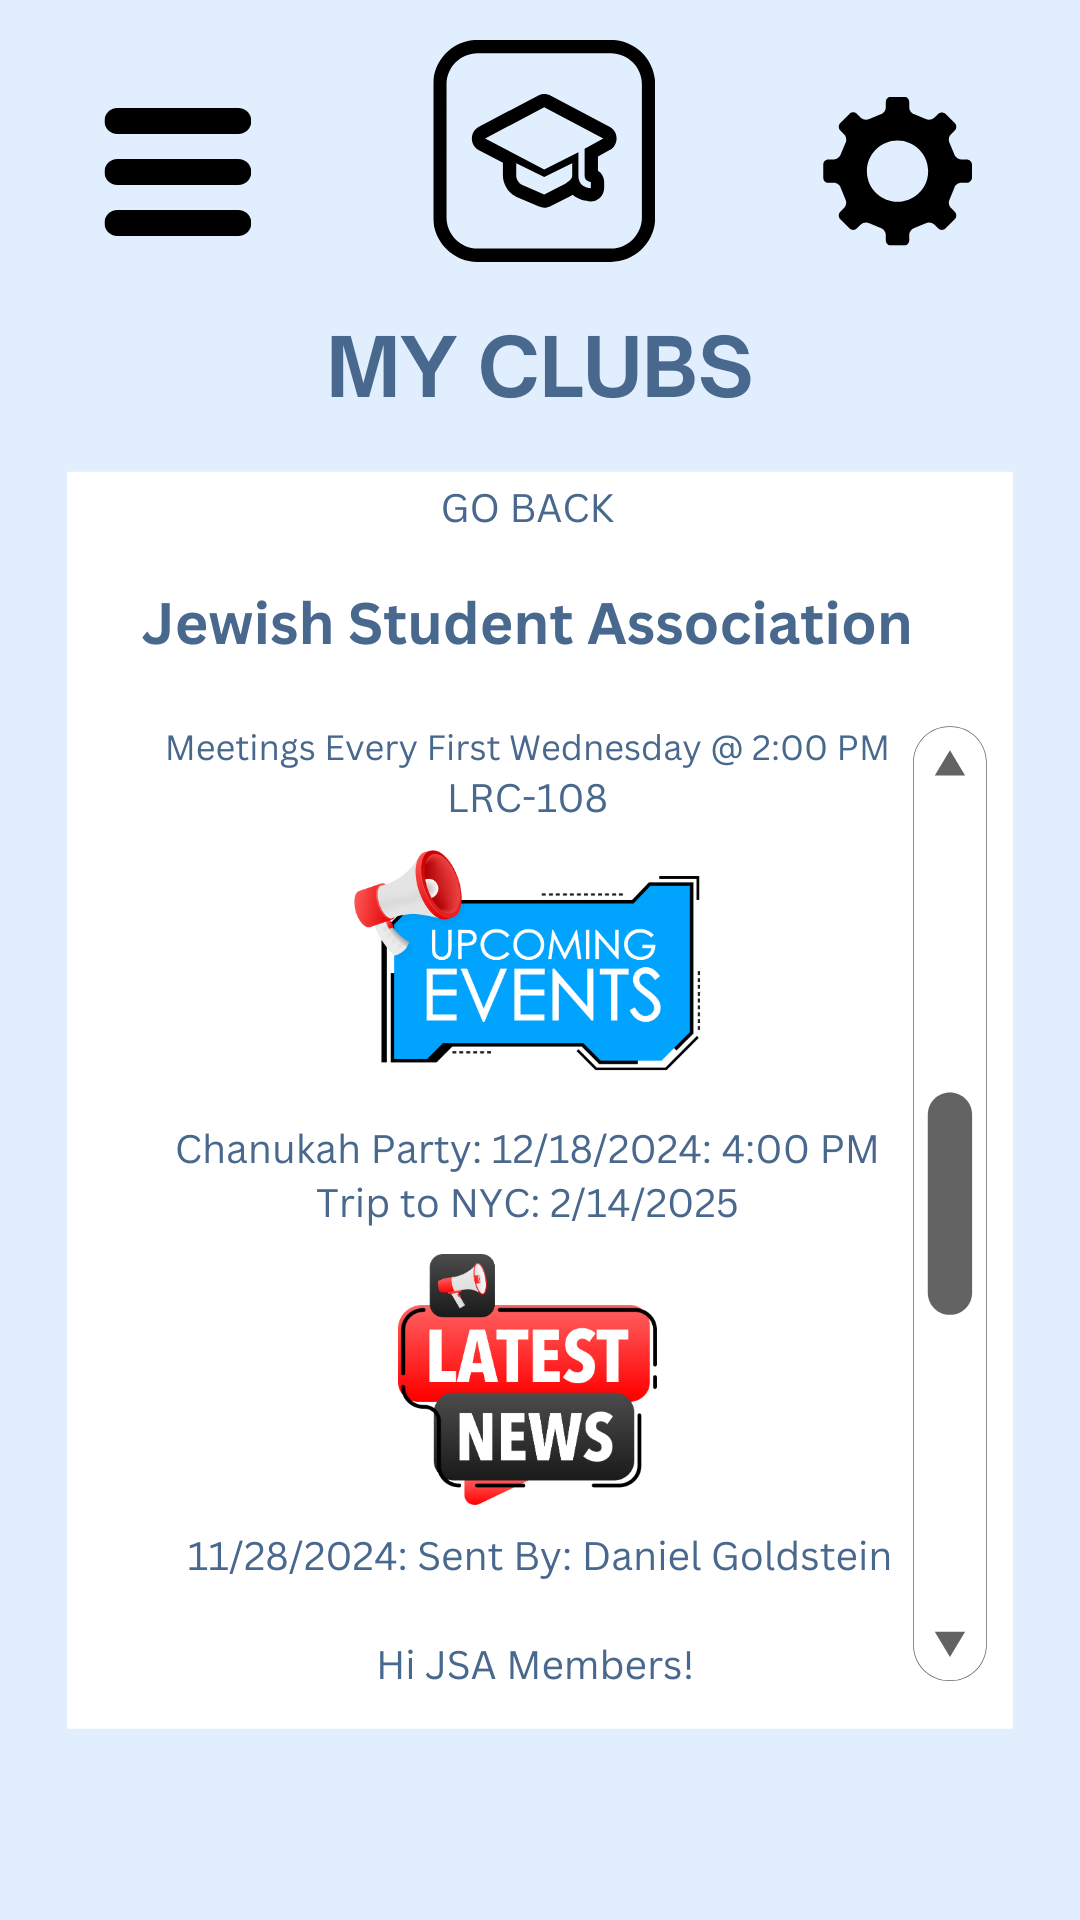 MY CLUBS
GO BACK
Jewish Student Association
Meetings Every First Wednesday @ 2:00 PM
LRC-108
UPCOMING
EVENTS
Chanukah Party: 12/18/2024: 4:00 PM
Trip to NYC: 2/14/2025
LATEST
NEWS
11/28/2024: Sent By: Daniel Goldstein
Hi JSA Members!